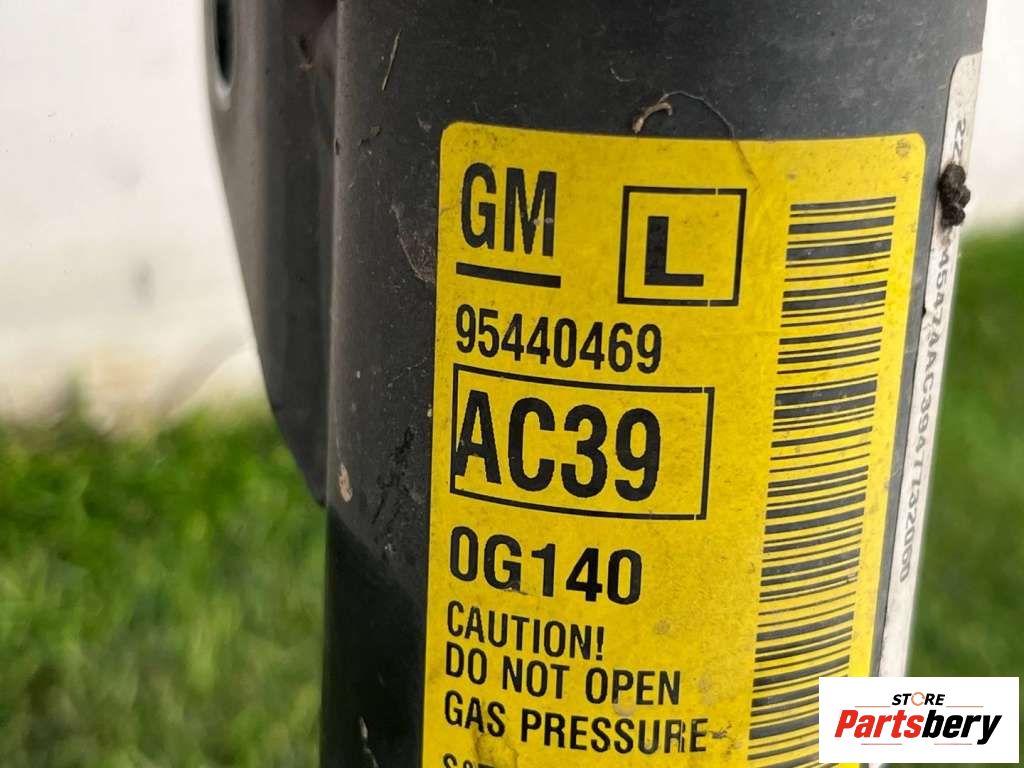 GM
L
95440469
AC39
0G140
CAUTION!
DO NOT OPEN
GAS PRESSURE
STORE
Partsbery